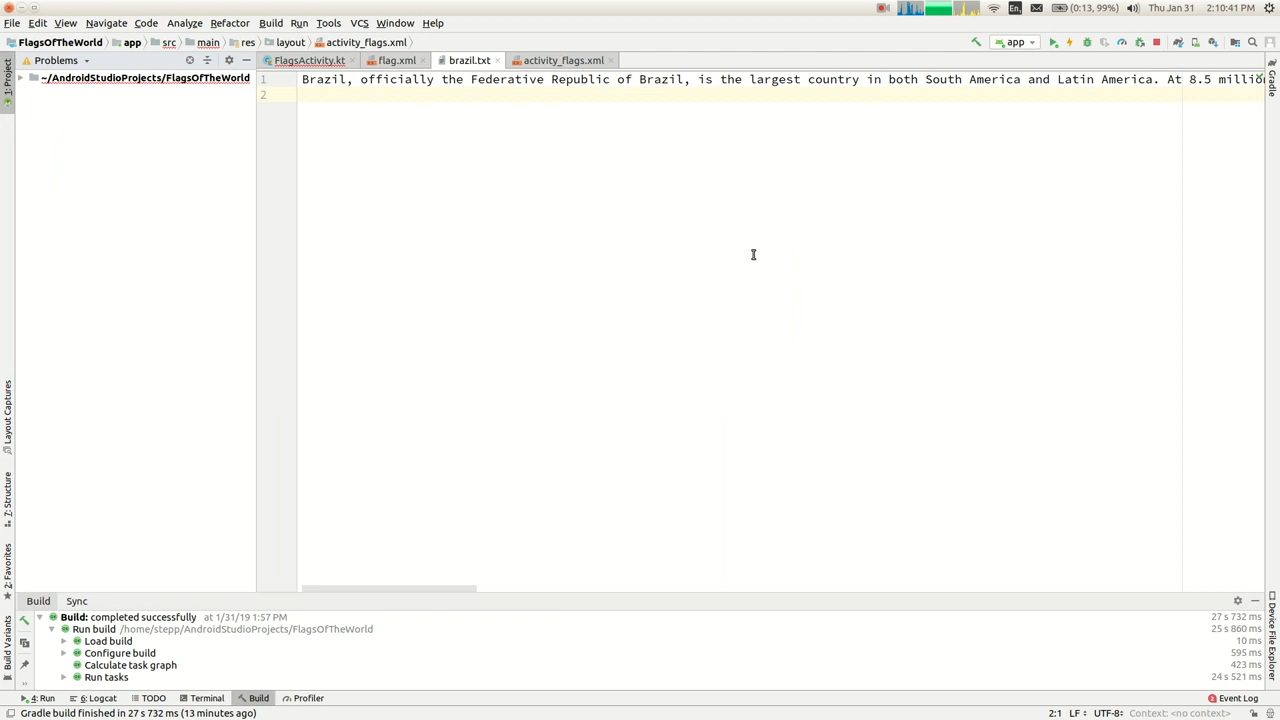 (0:13, 99%) Thu Jan 31 2:10:41 PM
File Edit View Navigate Code Analyze Refactor Build Run Tools VCS Window Help
FlagsOfTheWorld app src main res layout activity_flags.xml app
Problems FlagsActivity.kt flag.xml brazil.txt activity_flags.xml
1: Project
~/AndroidStudioProjects/FlagsOfTheWorld
1 Brazil, officially the Federative Republic of Brazil, is the largest country in both South America and Latin America. At 8.5 millio
2
Gradle
Layout Captures
7: Structure
2: Favorites
Build Variants
Device File Explorer
Build Sync
Build: completed successfully at 1/31/19 1:57 PM 27 s 732 ms
Run build /home/stepp/AndroidStudioProjects/FlagsOfTheWorld 25 s 860 ms
Load build 10 ms
Configure build 595 ms
Calculate task graph 423 ms
Run tasks 24 s 521 ms
4: Run 6: Logcat TODO Terminal Build Profiler Event Log
Gradle build finished in 27 s 732 ms (13 minutes ago) 2:1 LF UTF-8 Context: <no context>